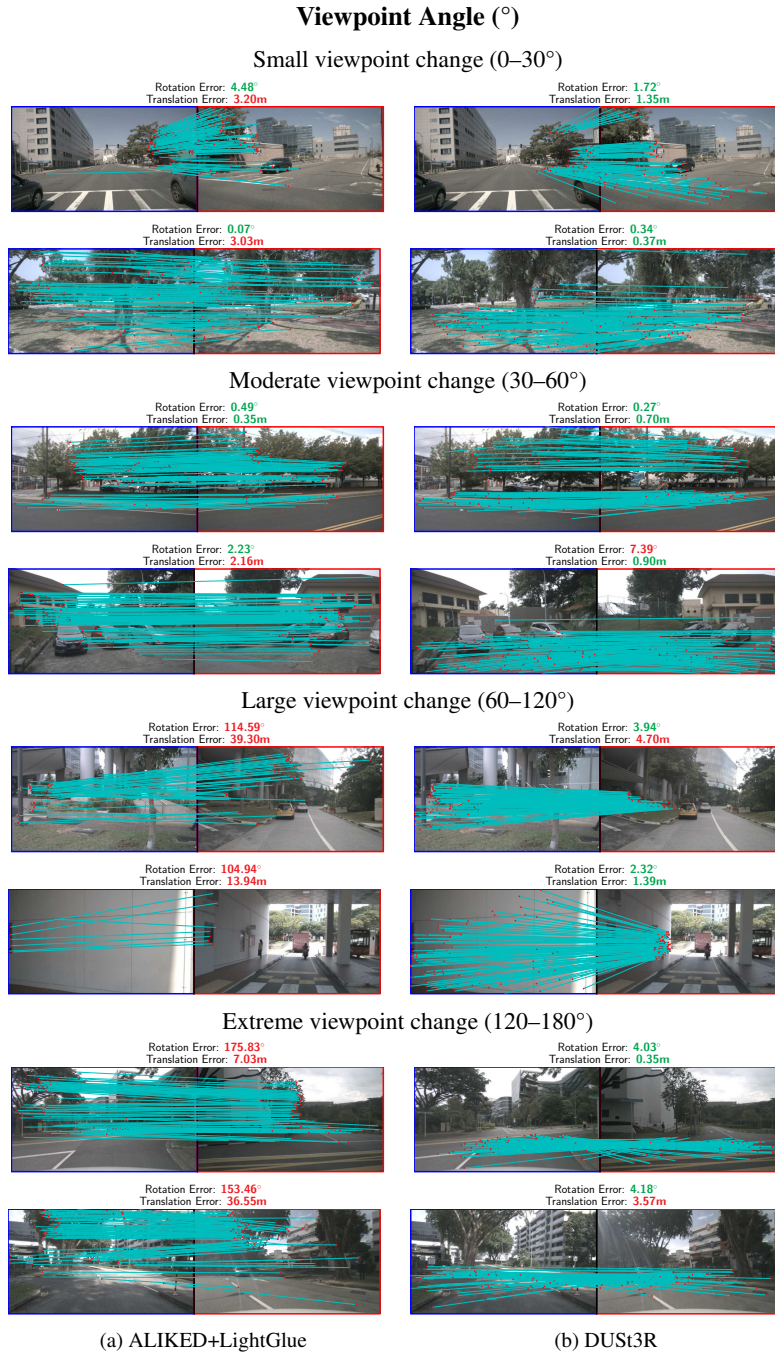 Viewpoint Angle (°)
Small viewpoint change (0–30°)
Rotation Error: 4.48°
Translation Error: 3.20m
Rotation Error: 1.72°
Translation Error: 1.35m
Rotation Error: 0.07°
Translation Error: 3.03m
Rotation Error: 0.34°
Translation Error: 0.37m
Moderate viewpoint change (30–60°)
Rotation Error: 0.49°
Translation Error: 0.35m
Rotation Error: 0.27°
Translation Error: 0.70m
Rotation Error: 2.23°
Translation Error: 2.16m
Rotation Error: 7.39°
Translation Error: 0.90m
Large viewpoint change (60–120°)
Rotation Error: 114.59°
Translation Error: 39.30m
Rotation Error: 3.94°
Translation Error: 4.70m
Rotation Error: 104.94°
Translation Error: 13.94m
Rotation Error: 2.32°
Translation Error: 1.39m
Extreme viewpoint change (120–180°)
Rotation Error: 175.83°
Translation Error: 7.03m
Rotation Error: 4.03°
Translation Error: 0.35m
Rotation Error: 153.46°
Translation Error: 36.55m
Rotation Error: 4.18°
Translation Error: 3.57m
(a) ALIKED+LightGlue
(b) DUSt3R